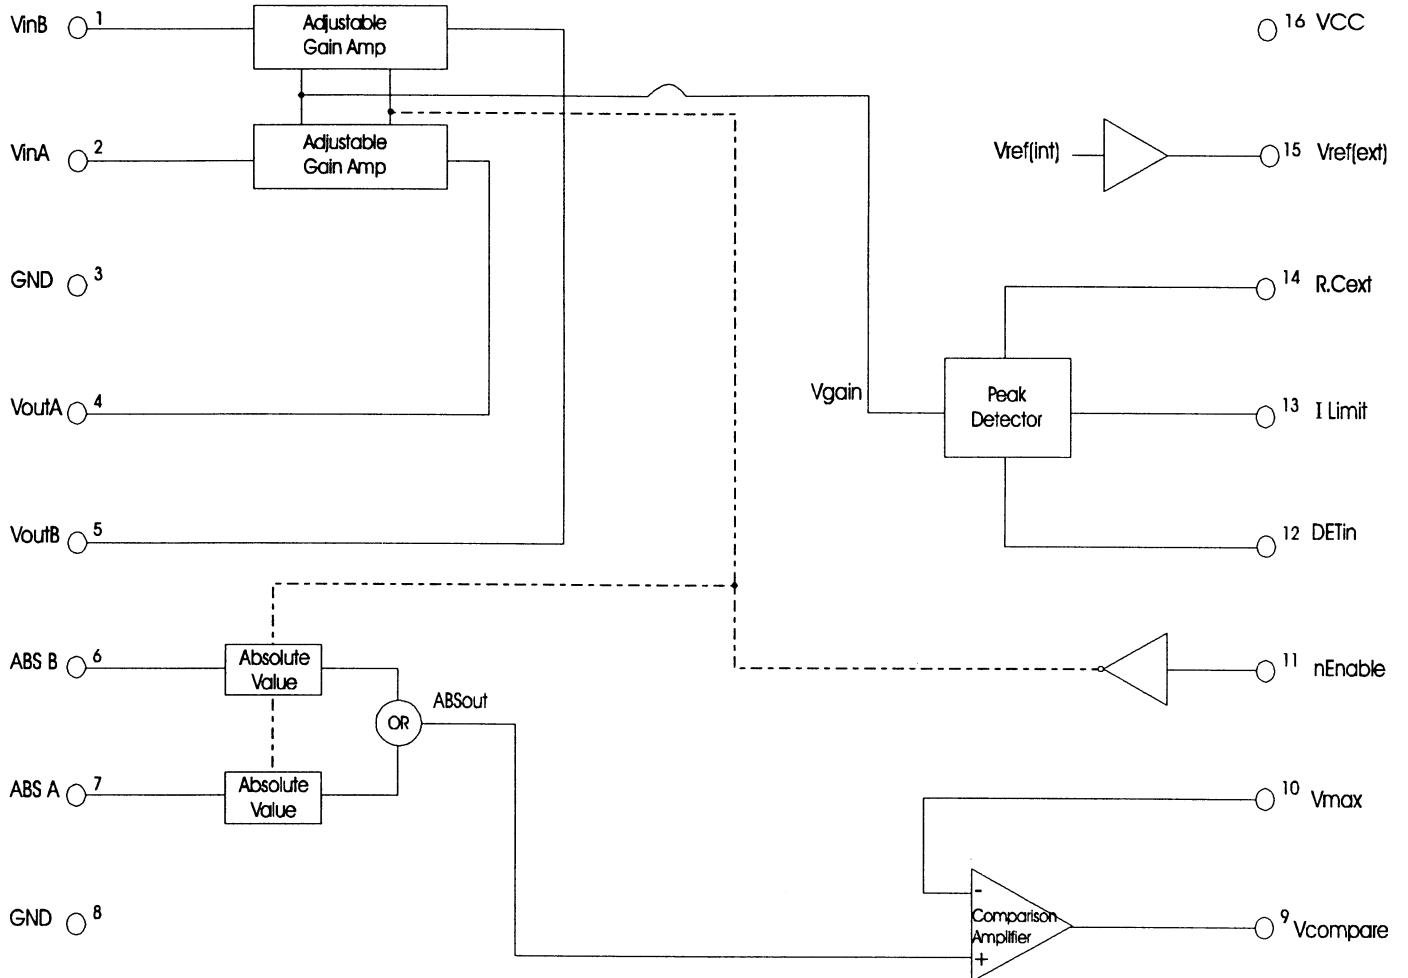 VinB 1
Adjustable
Gain Amp
16 VCC
VinA 2
Adjustable
Gain Amp
Vref(int)
15 Vref(ext)
GND 3
14 R.Cext
VoutA 4
Vgain
Peak
Detector
13 I Limit
VoutB 5
12 DETin
ABS B 6
Absolute
Value
11 nEnable
OR
ABSout
ABS A 7
Absolute
Value
10 Vmax
GND 8
-
Comparison
Amplifier
+
9 Vcompare